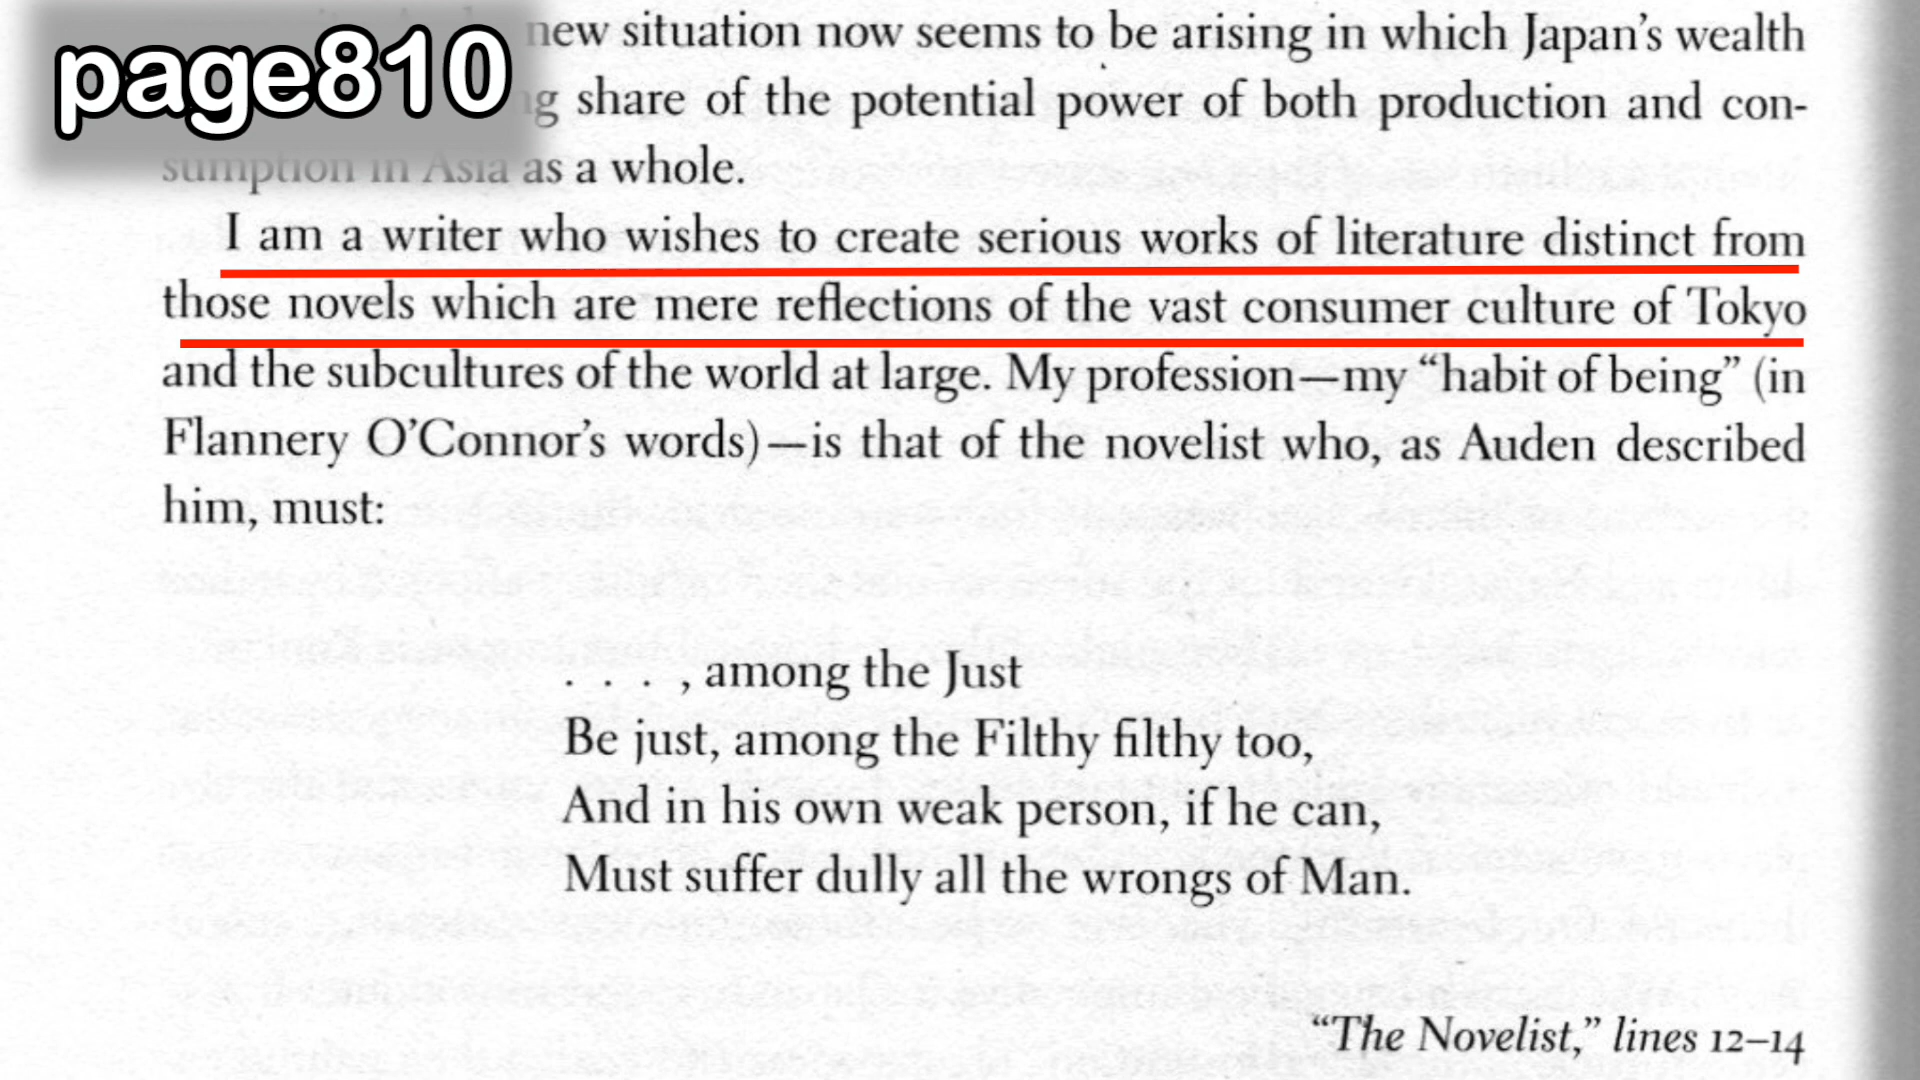 page810
new situation now seems to be arising in which Japan's wealth
share of the potential power of both production and con-
sumption in Asia as a whole.
I am a writer who wishes to create serious works of literature distinct from
those novels which are mere reflections of the vast consumer culture of Tokyo
and the subcultures of the world at large. My profession—my “habit of being” (in
Flannery O'Connor's words)—is that of the novelist who, as Auden described
him, must:
. . . , among the Just
Be just, among the Filthy filthy too,
And in his own weak person, if he can,
Must suffer dully all the wrongs of Man.
“The Novelist,” lines 12–14